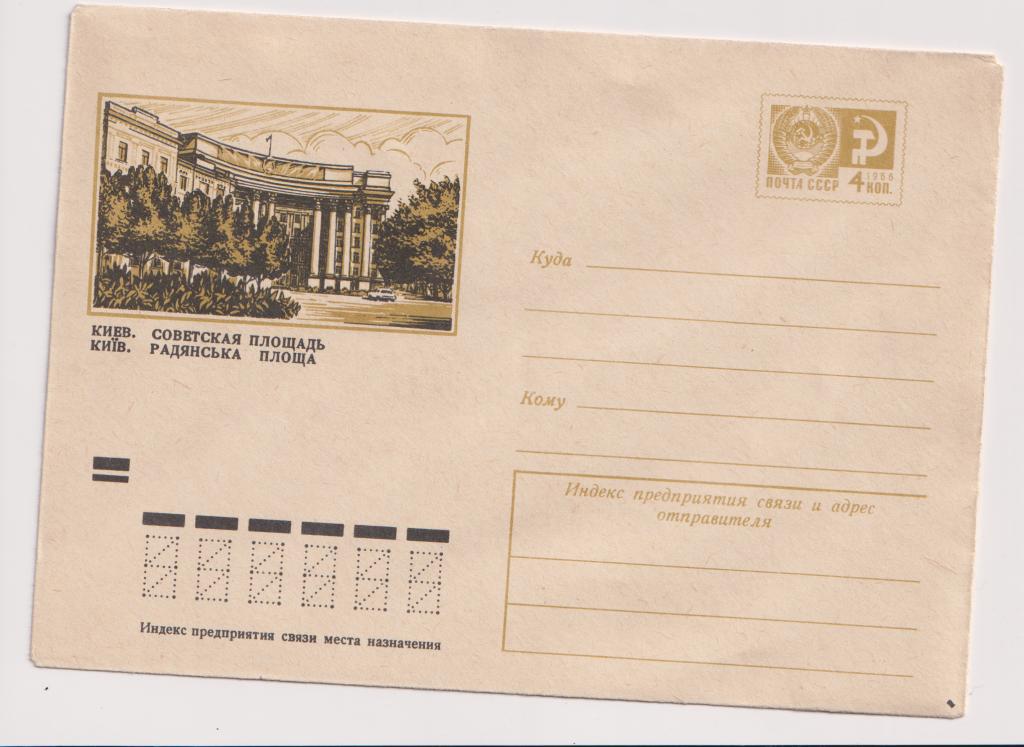 КИЕВ. СОВЕТСКАЯ ПЛОЩАДЬ
КИЇВ. РАДЯНСЬКА ПЛОЩА
ПОЧТА СССР
1966
4 КОП.
Куда
Кому
Индекс предприятия связи и адрес
отправителя
Индекс предприятия связи места назначения